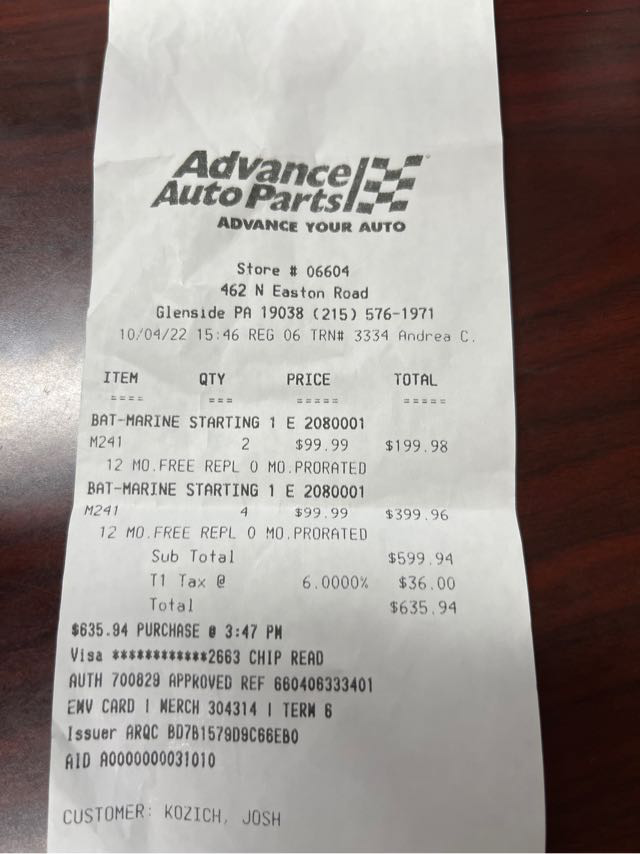 Advance
Auto Parts
ADVANCE YOUR AUTO
Store # 06604
462 N Easton Road
Glenside PA 19038 (215) 576-1971
10/04/22 15:46 REG 06 TRN# 3334 Andrea C.
ITEM QTY PRICE TOTAL
==== === ===== =====
BAT-MARINE STARTING 1 E 2080001
M241 2 $99.99 $199.98
12 MO.FREE REPL 0 MO.PRORATED
BAT-MARINE STARTING 1 E 2080001
M241 4 $99.99 $399.96
12 MO.FREE REPL 0 MO.PRORATED
Sub Total $599.94
T1 Tax @ 6.0000% $36.00
Total $635.94
$635.94 PURCHASE @ 3:47 PM
Visa ************2663 CHIP READ
AUTH 700829 APPROVED REF 660406333401
EMV CARD | MERCH 304314 | TERM 6
Issuer ARQC BD7B1579D9C66EB0
AID A0000000031010
CUSTOMER: KOZICH, JOSH